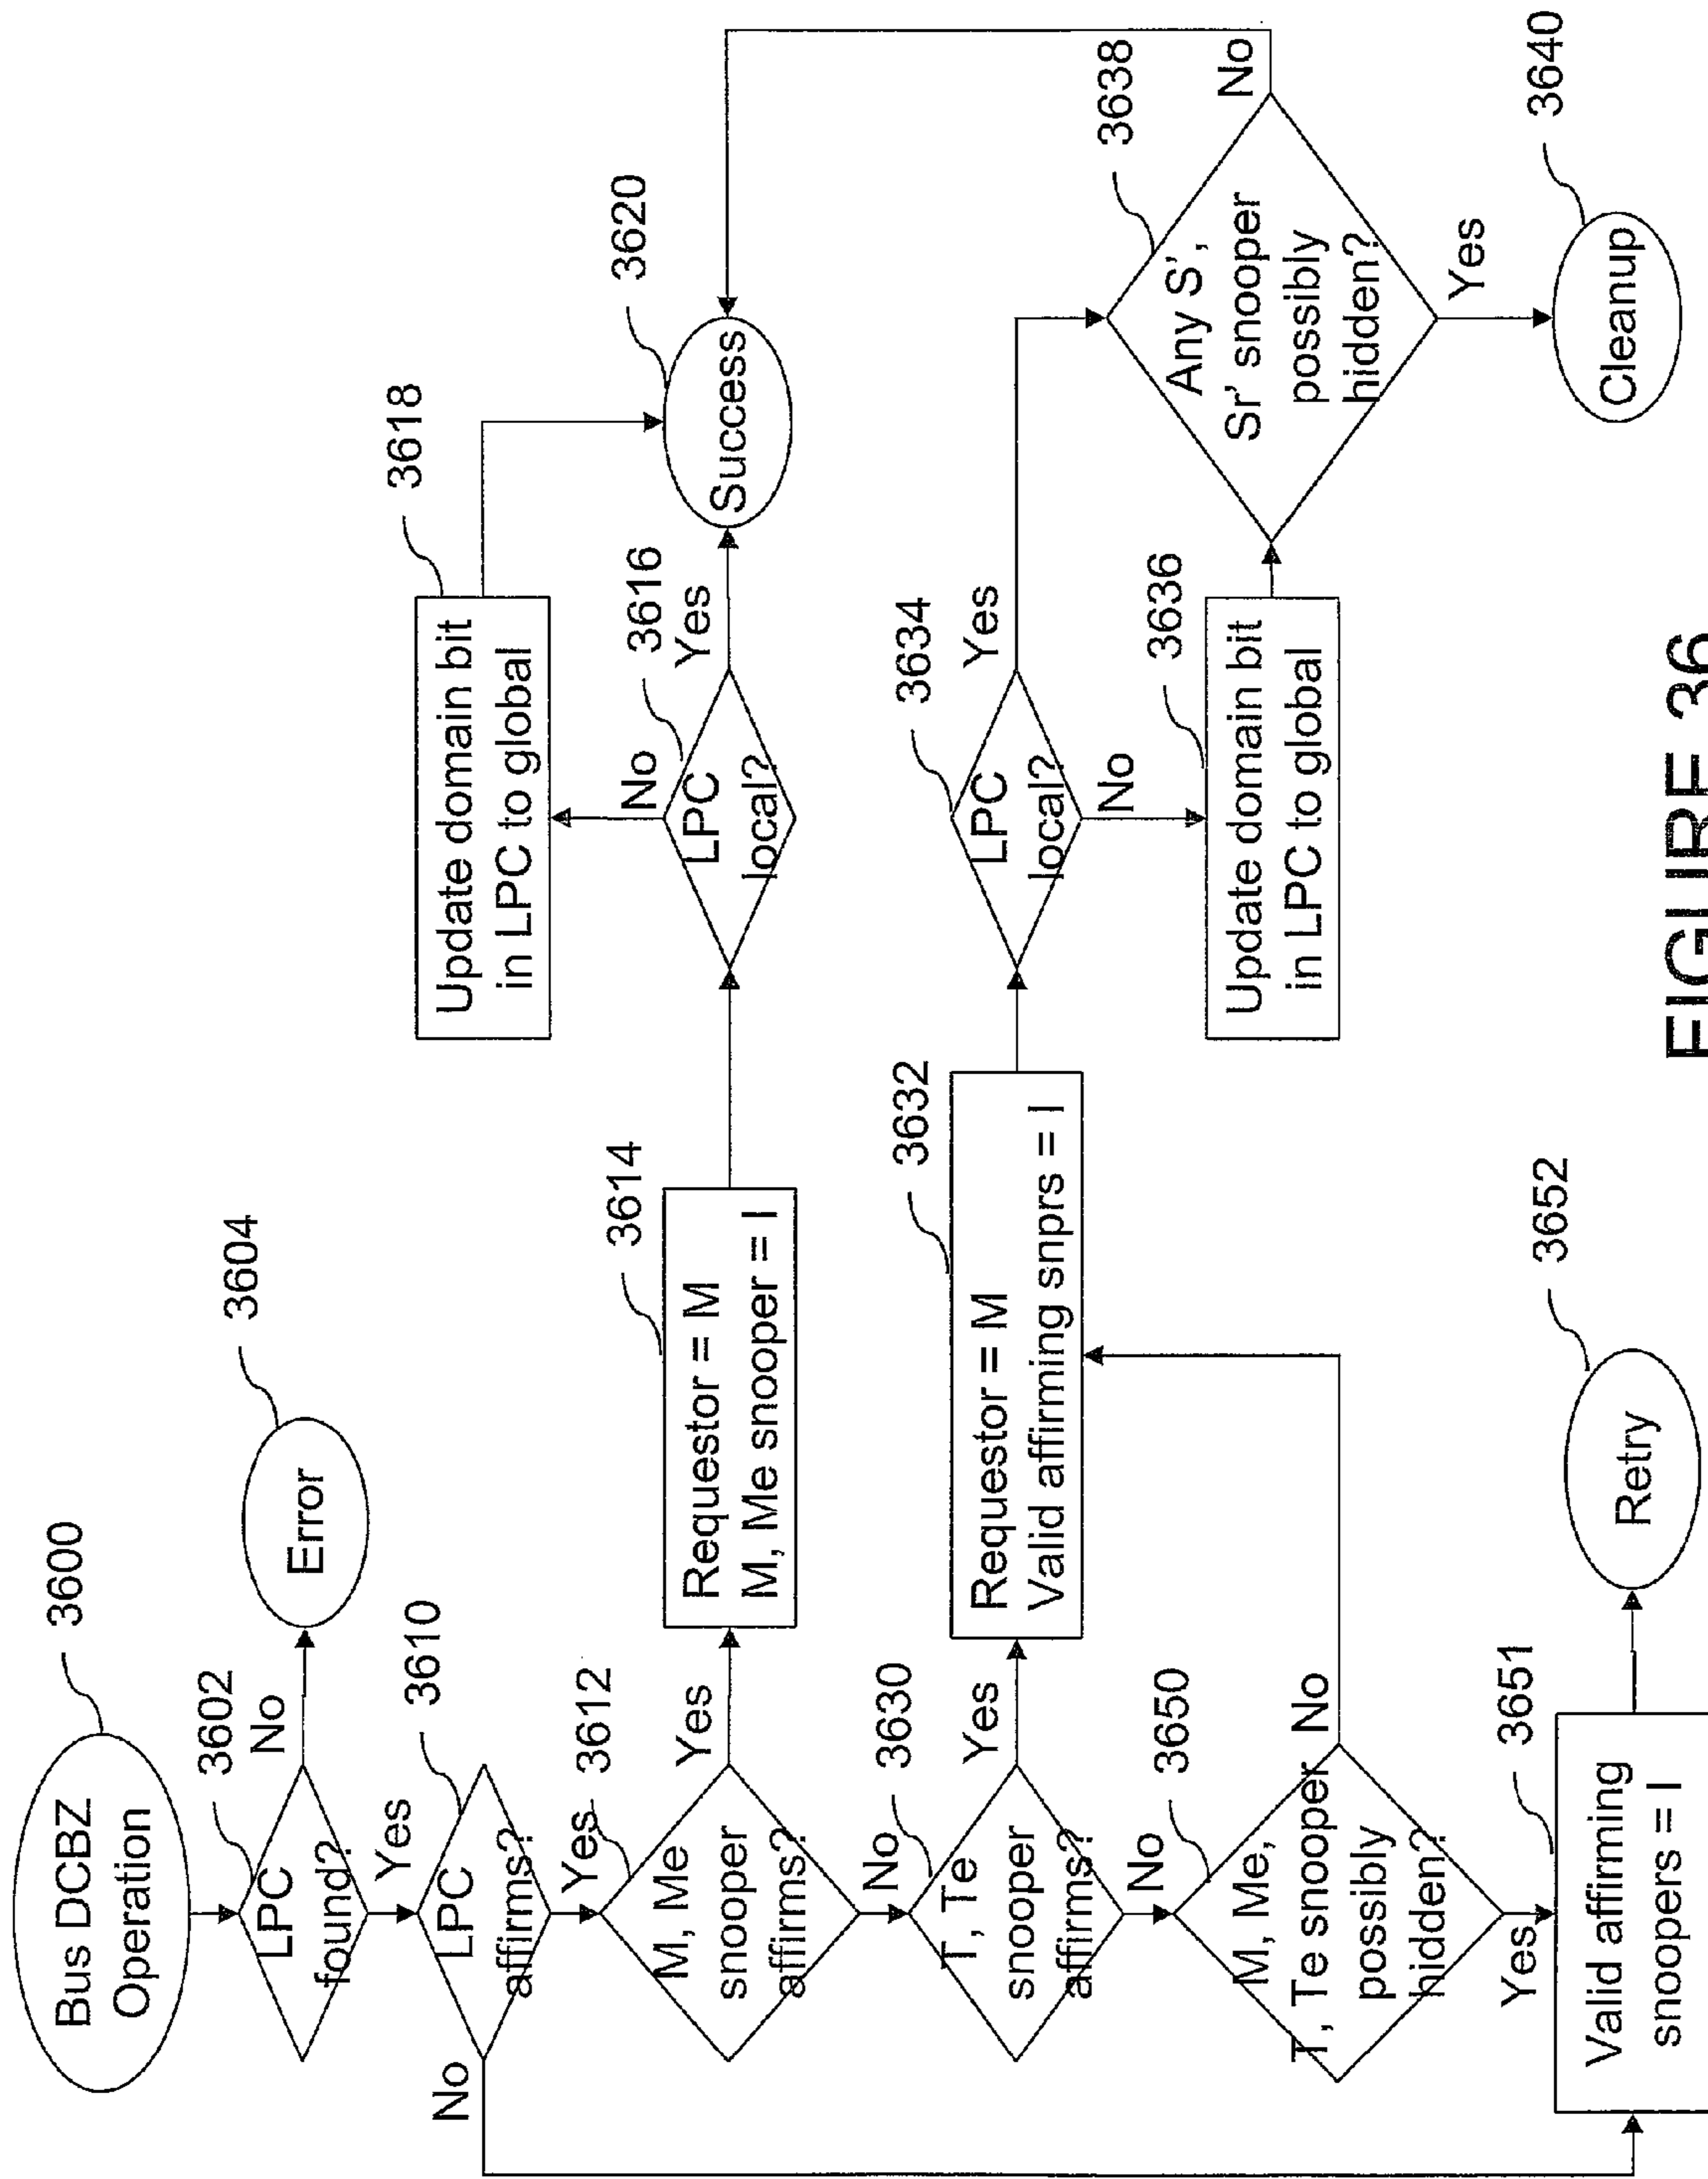 Bus DCBZ
Operation
3600
LPC
found?
3602
No
Yes
Error
3604
LPC
affirms?
3610
No
Yes
M, Me
snooper
affirms?
3612
Yes
No
Requestor = M
M, Me snooper = I
3614
LPC
local?
3616
No
Yes
Update domain bit
in LPC to global
3618
Success
3620
T, Te
snooper
affirms?
3630
Yes
No
Requestor = M
Valid affirming snprs = I
3632
LPC
local?
3634
Yes
No
Update domain bit
in LPC to global
3636
Any S',
Sr' snooper
possibly
hidden?
3638
No
Yes
Cleanup
3640
M, Me,
T, Te snooper
possibly
hidden?
3650
No
Yes
Valid affirming
snoopers = I
3651
Retry
3652
FIGURE 36